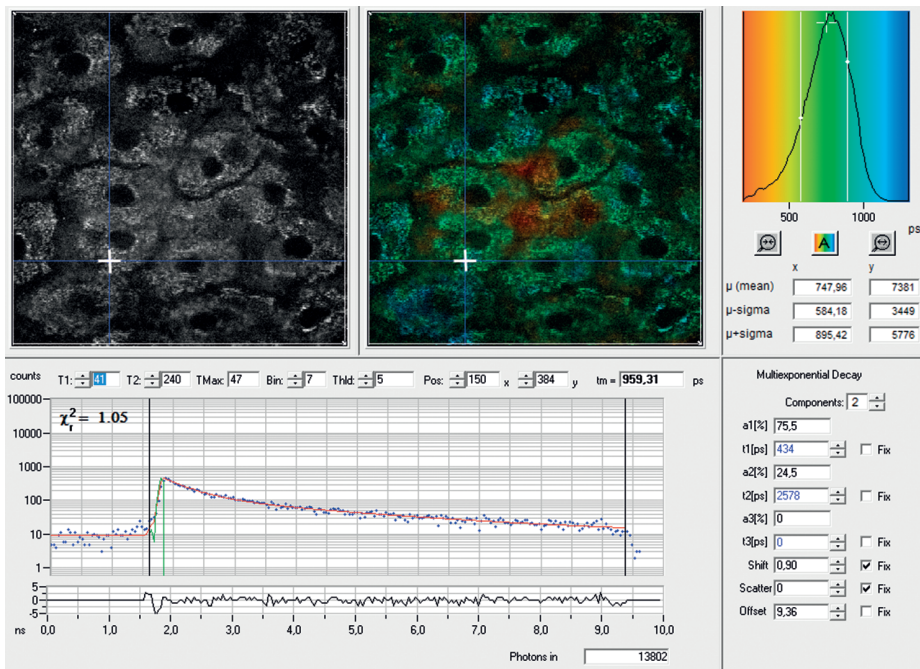 500 1000
ps
A
x y
μ (mean) 747,96 7381
μ-sigma 584,18 3449
μ+sigma 895,42 5776
counts T1: 41 T2: 240 TMax: 47 Bin: 7 Thld: 5 Pos: 150 x 384 y tm = 959,31 ps
100000
10000
1000
100
10
1
χr² = 1.05
5
0
-5
ns 0,0 1,0 2,0 3,0 4,0 5,0 6,0 7,0 8,0 9,0 10,0
Photons in 13802
Multiexponential Decay
Components: 2
a1[%] 75,5
t1[ps] 434 Fix
a2[%] 24,5
t2[ps] 2578 Fix
a3[%] 0
t3[ps] 0 Fix
Shift 0,90 Fix
Scatter 0 Fix
Offset 9,36 Fix